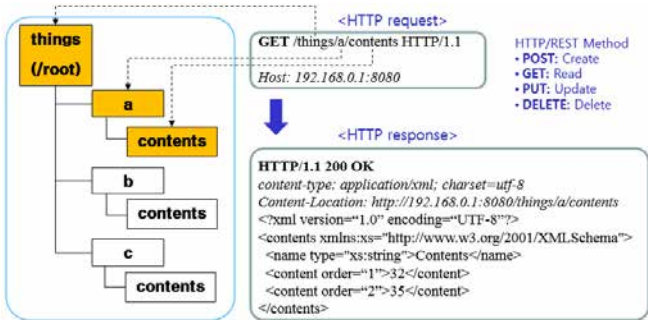 things
(/root)
a
contents
b
contents
c
contents
<HTTP request>
GET /things/a/contents HTTP/1.1
Host: 192.168.0.1:8080
<HTTP response>
HTTP/1.1 200 OK
content-type: application/xml; charset=utf-8
Content-Location: http://192.168.0.1:8080/things/a/contents
<?xml version=“1.0” encoding=“UTF-8”?>
<contents xmlns:xs="http://www.w3.org/2001/XMLSchema">
<name type="xs:string">Contents</name>
<content order=“1”>32</content>
<content order=“2”>35</content>
</contents>
HTTP/REST Method
• POST: Create
• GET: Read
• PUT: Update
• DELETE: Delete